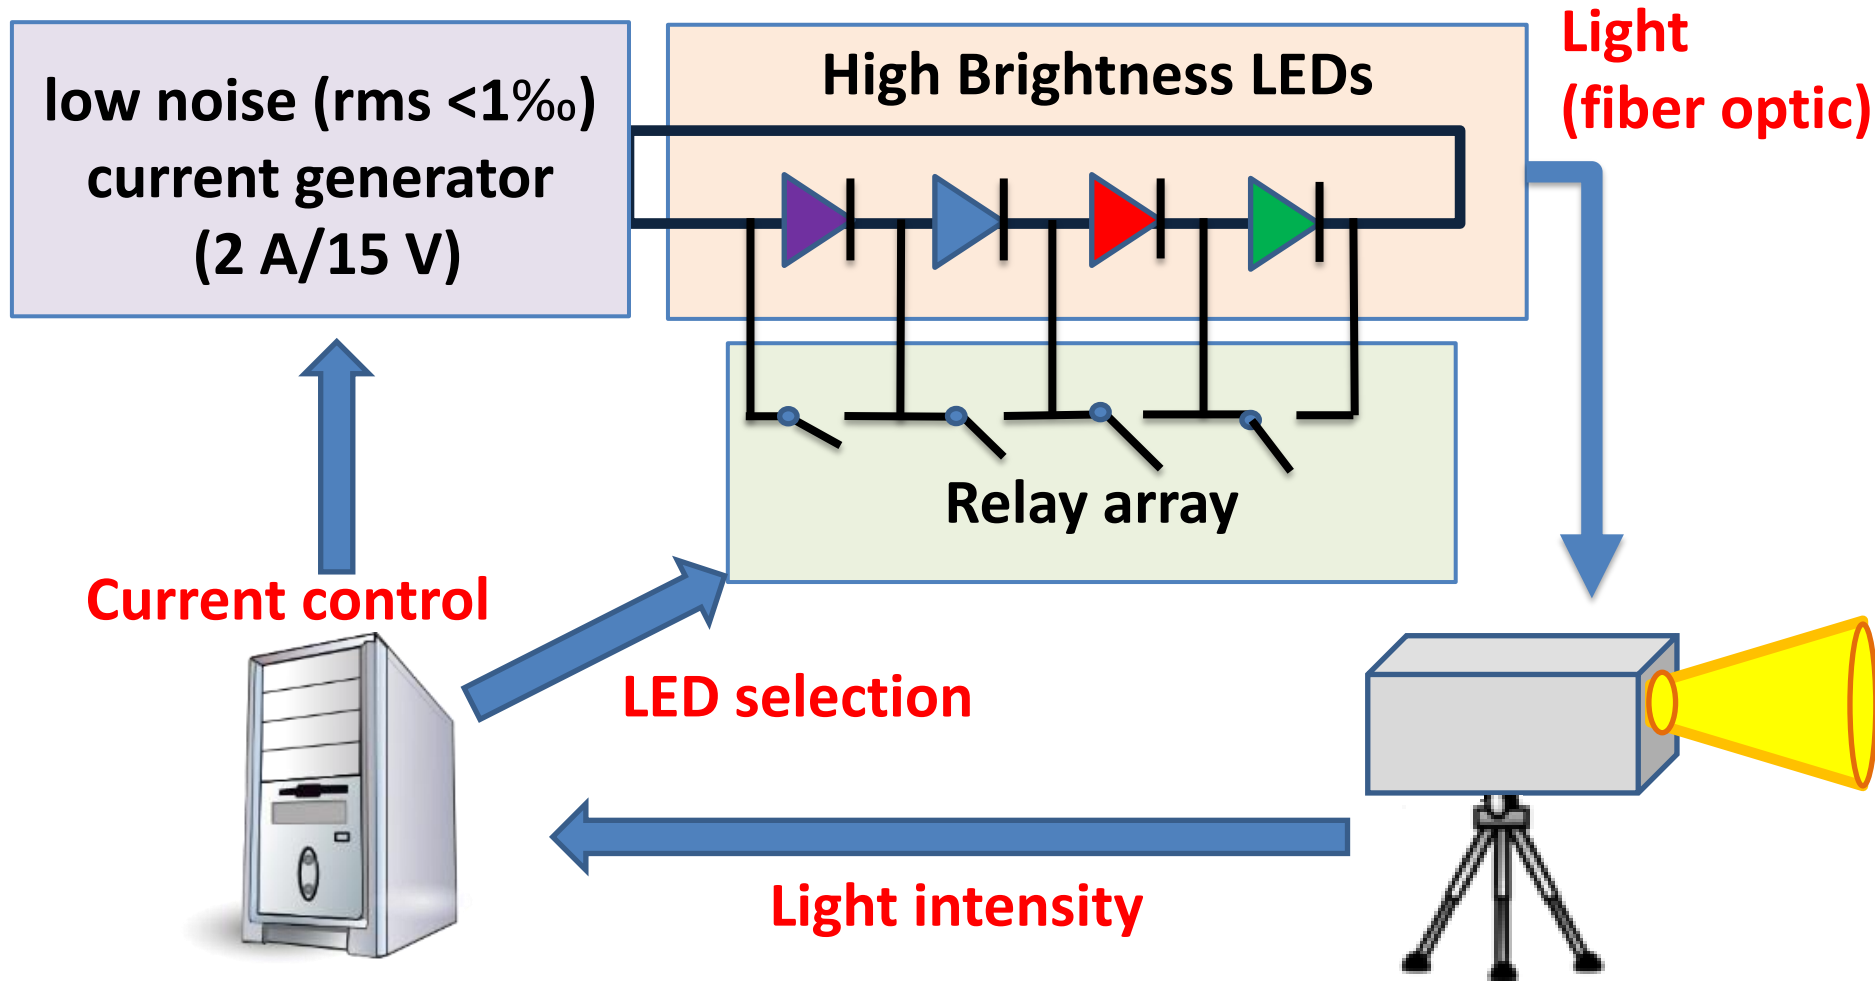 low noise (rms <1‰)
current generator
(2 A/15 V)
High Brightness LEDs
Light
(fiber optic)
Relay array
Current control
LED selection
Light intensity